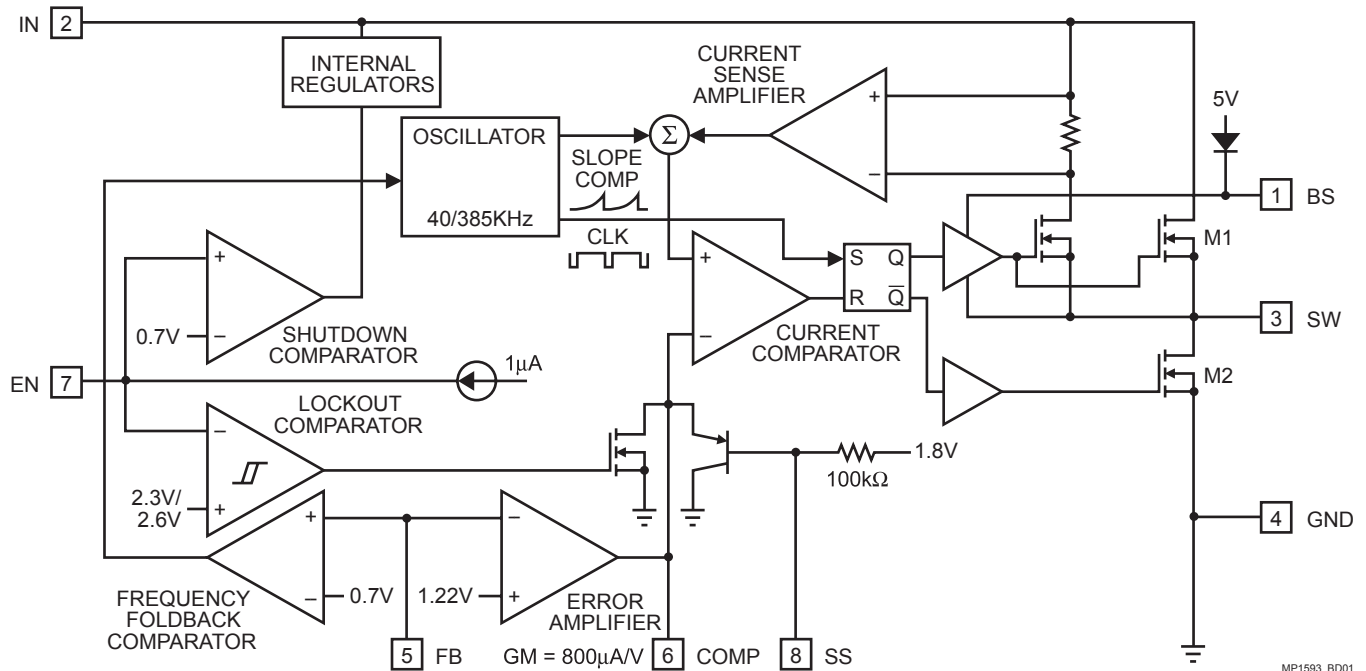 IN 2
INTERNAL
REGULATORS
CURRENT
SENSE
AMPLIFIER
+
–
5V
OSCILLATOR
40/385KHz
Σ
SLOPE
COMP
CLK
1 BS
+
–
0.7V
SHUTDOWN
COMPARATOR
+
–
CURRENT
COMPARATOR
S Q
R Q̅
M1
3 SW
EN 7
1μA
LOCKOUT
COMPARATOR
–
+
2.3V/
2.6V
M2
1.8V
100kΩ
4 GND
+
–
0.7V
FREQUENCY
FOLDBACK
COMPARATOR
–
+
1.22V
ERROR
AMPLIFIER
GM = 800μA/V
5 FB
6 COMP
8 SS
MP1593_BD01